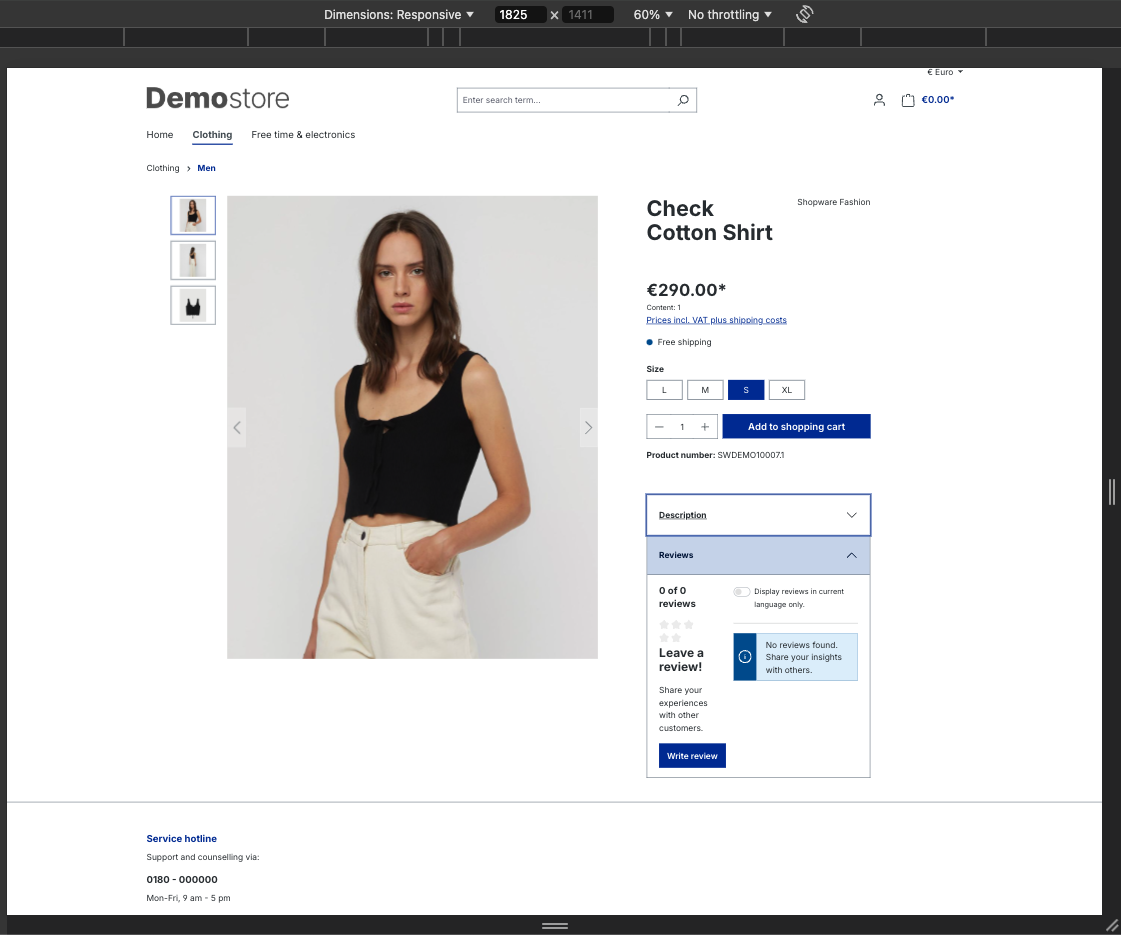 Dimensions: Responsive 1825 x 1411 60% No throttling
€ Euro
Demostore
Enter search term...
€0.00*
Home Clothing Free time & electronics
Clothing > Men
Check
Cotton Shirt
Shopware Fashion
€290.00*
Content: 1
Prices incl. VAT plus shipping costs
Free shipping
Size
L M S XL
1 Add to shopping cart
Product number: SWDEMO10007.1
Description
Reviews
0 of 0
reviews
Display reviews in current
language only.
Leave a
review!
No reviews found.
Share your insights
with others.
Share your
experiences
with other
customers.
Write review
Service hotline
Support and counselling via:
0180 - 000000
Mon-Fri, 9 am - 5 pm